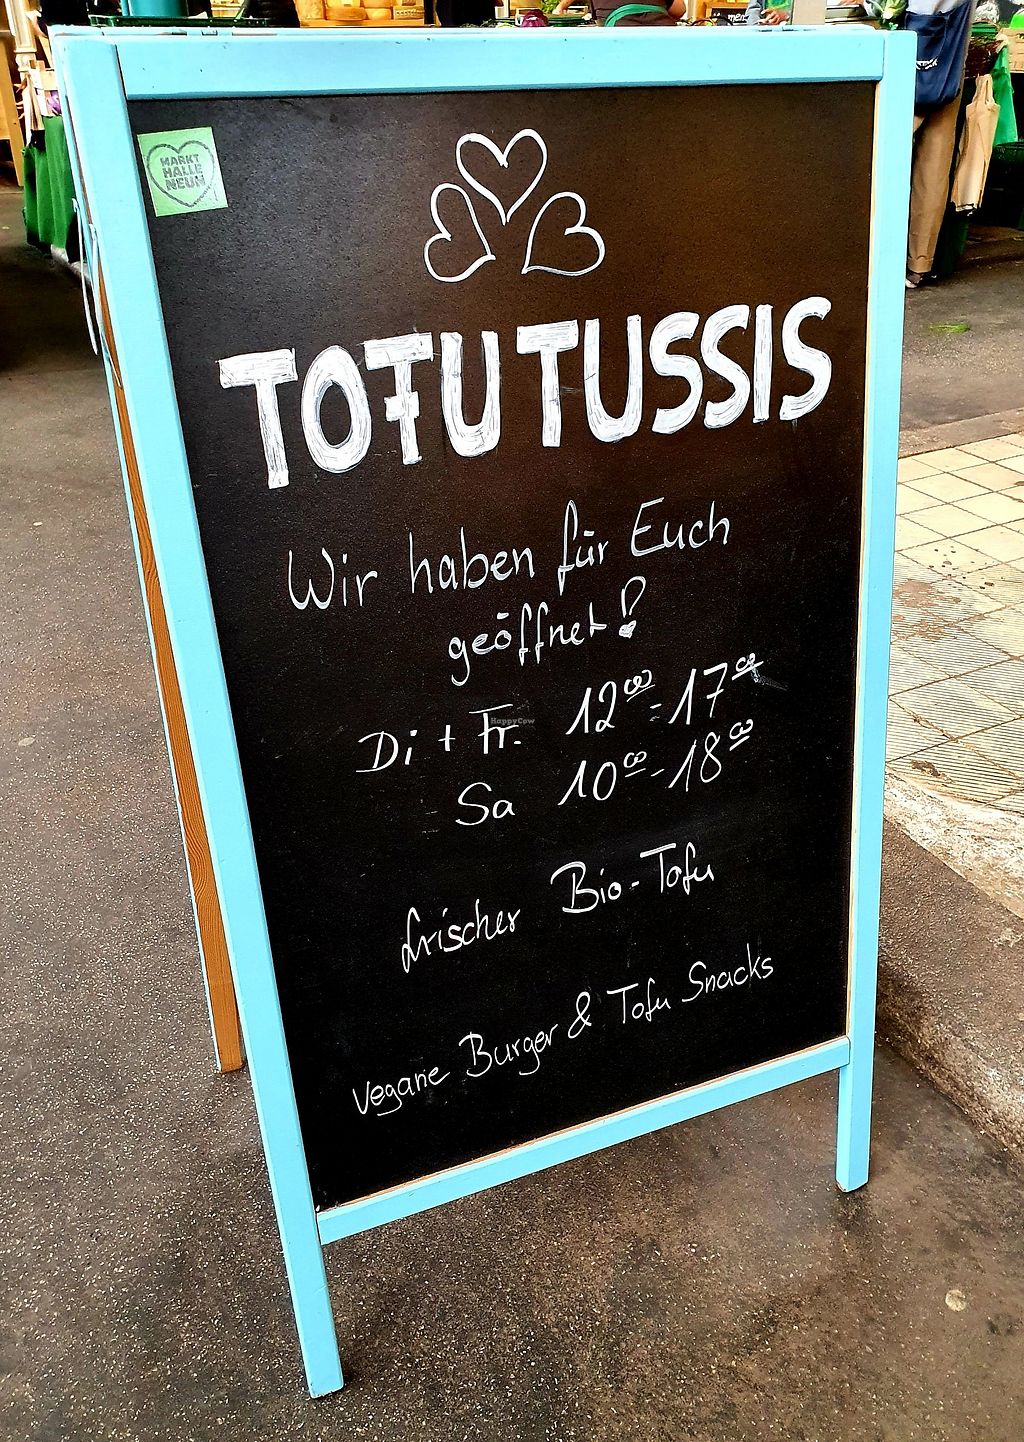 MARKT
HALLE
NEUN
TOFU TUSSIS
Wir haben für Euch
geöffnet!
Di + Fr. 12⁰⁰-17⁰⁰
Sa 10⁰⁰-18⁰⁰
frischer Bio-Tofu
vegane Burger & Tofu Snacks
HappyCow